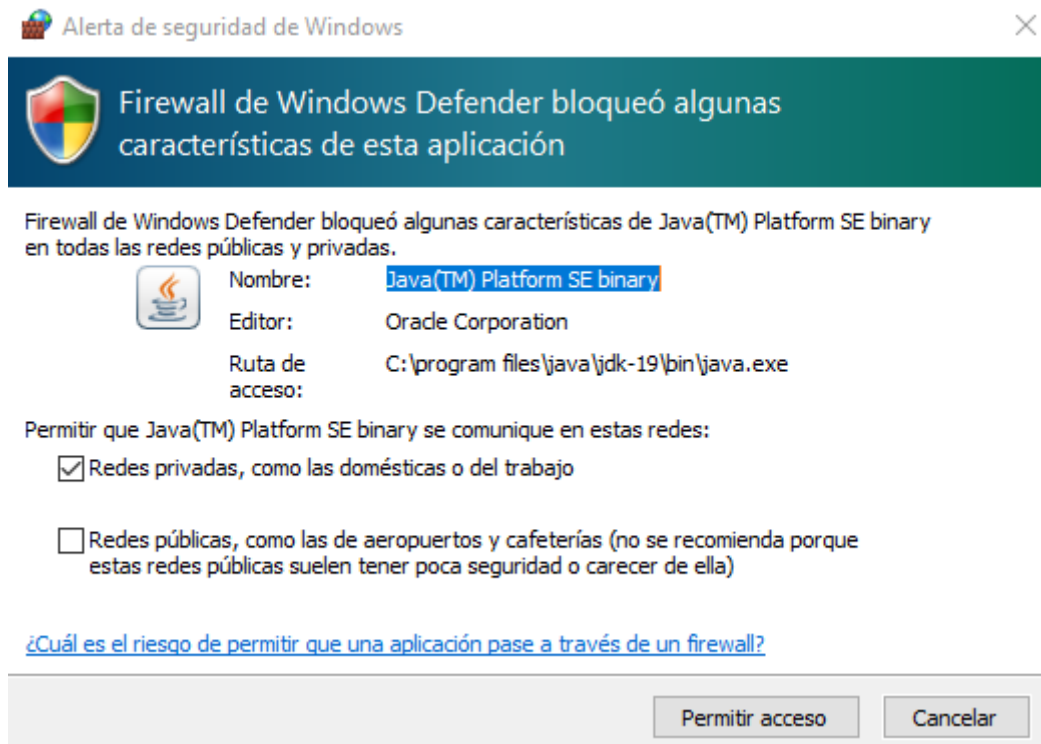 Alerta de seguridad de Windows
Firewall de Windows Defender bloqueó algunas
características de esta aplicación
Firewall de Windows Defender bloqueó algunas características de Java(TM) Platform SE binary
en todas las redes públicas y privadas.
Nombre: Java(TM) Platform SE binary
Editor: Oracle Corporation
Ruta de acceso: C:\program files\java\jdk-19\bin\java.exe
Permitir que Java(TM) Platform SE binary se comunique en estas redes:
Redes privadas, como las domésticas o del trabajo
Redes públicas, como las de aeropuertos y cafeterías (no se recomienda porque
estas redes públicas suelen tener poca seguridad o carecer de ella)
¿Cuál es el riesgo de permitir que una aplicación pase a través de un firewall?
Permitir acceso Cancelar